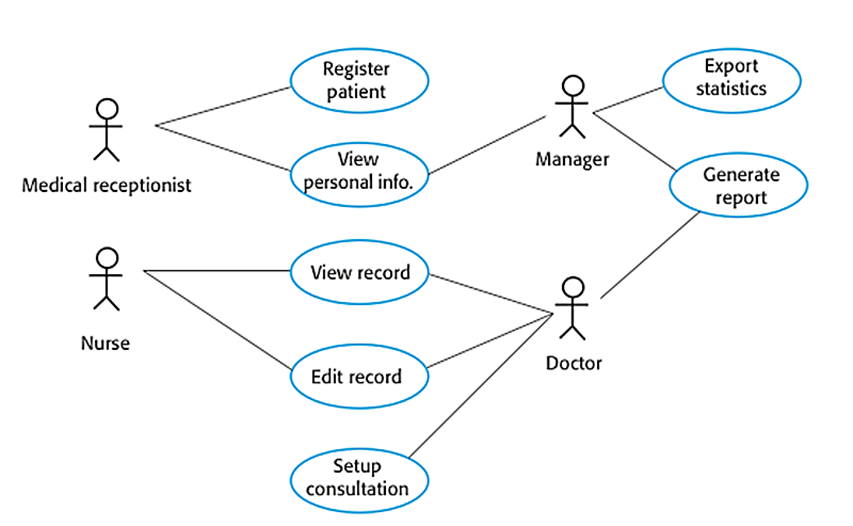 Register
patient
Export
statistics
Medical receptionist
View
personal info.
Manager
Generate
report
Nurse
View record
Doctor
Edit record
Setup
consultation